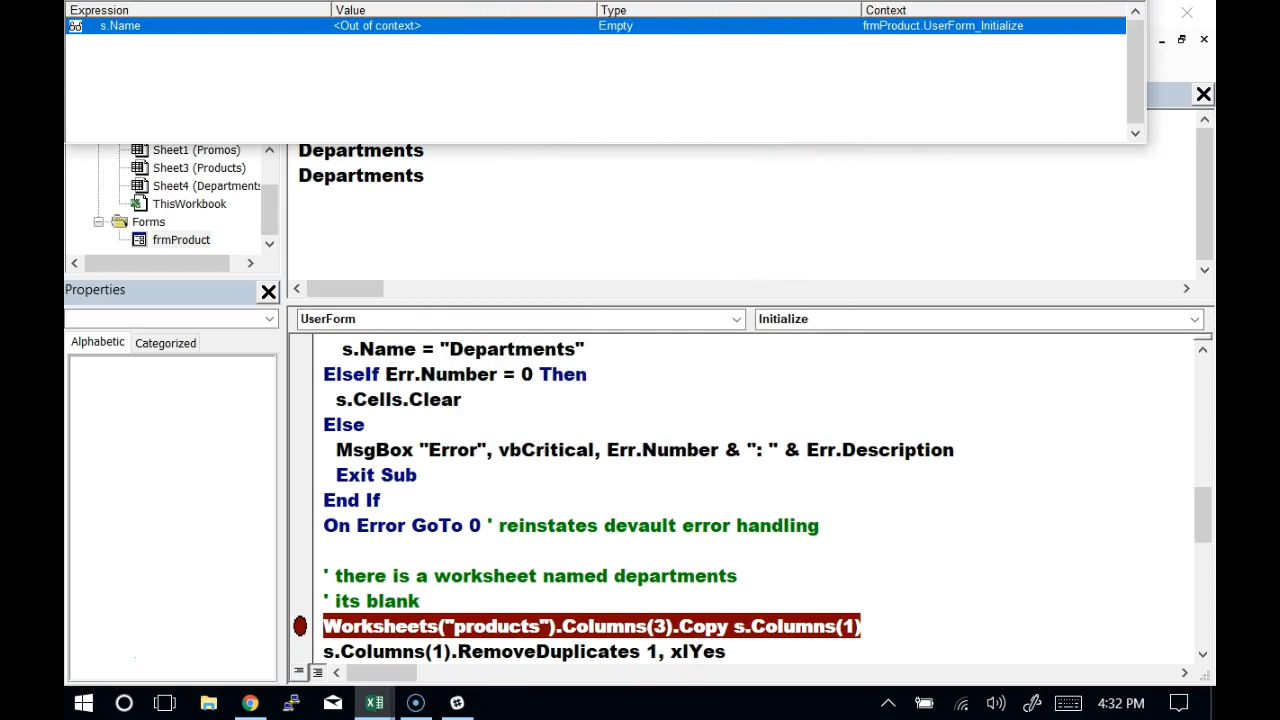 Expression Value Type Context
s.Name <Out of context> Empty frmProduct.UserForm_Initialize
Departments
Departments
Sheet1 (Promos)
Sheet3 (Products)
Sheet4 (Departments
ThisWorkbook
Forms
frmProduct
Properties
Alphabetic Categorized
UserForm Initialize
s.Name = "Departments"
ElseIf Err.Number = 0 Then
s.Cells.Clear
Else
MsgBox "Error", vbCritical, Err.Number & ": " & Err.Description
Exit Sub
End If
On Error GoTo 0 ' reinstates devault error handling
' there is a worksheet named departments
' its blank
Worksheets("products").Columns(3).Copy s.Columns(1)
s.Columns(1).RemoveDuplicates 1, xlYes
4:32 PM